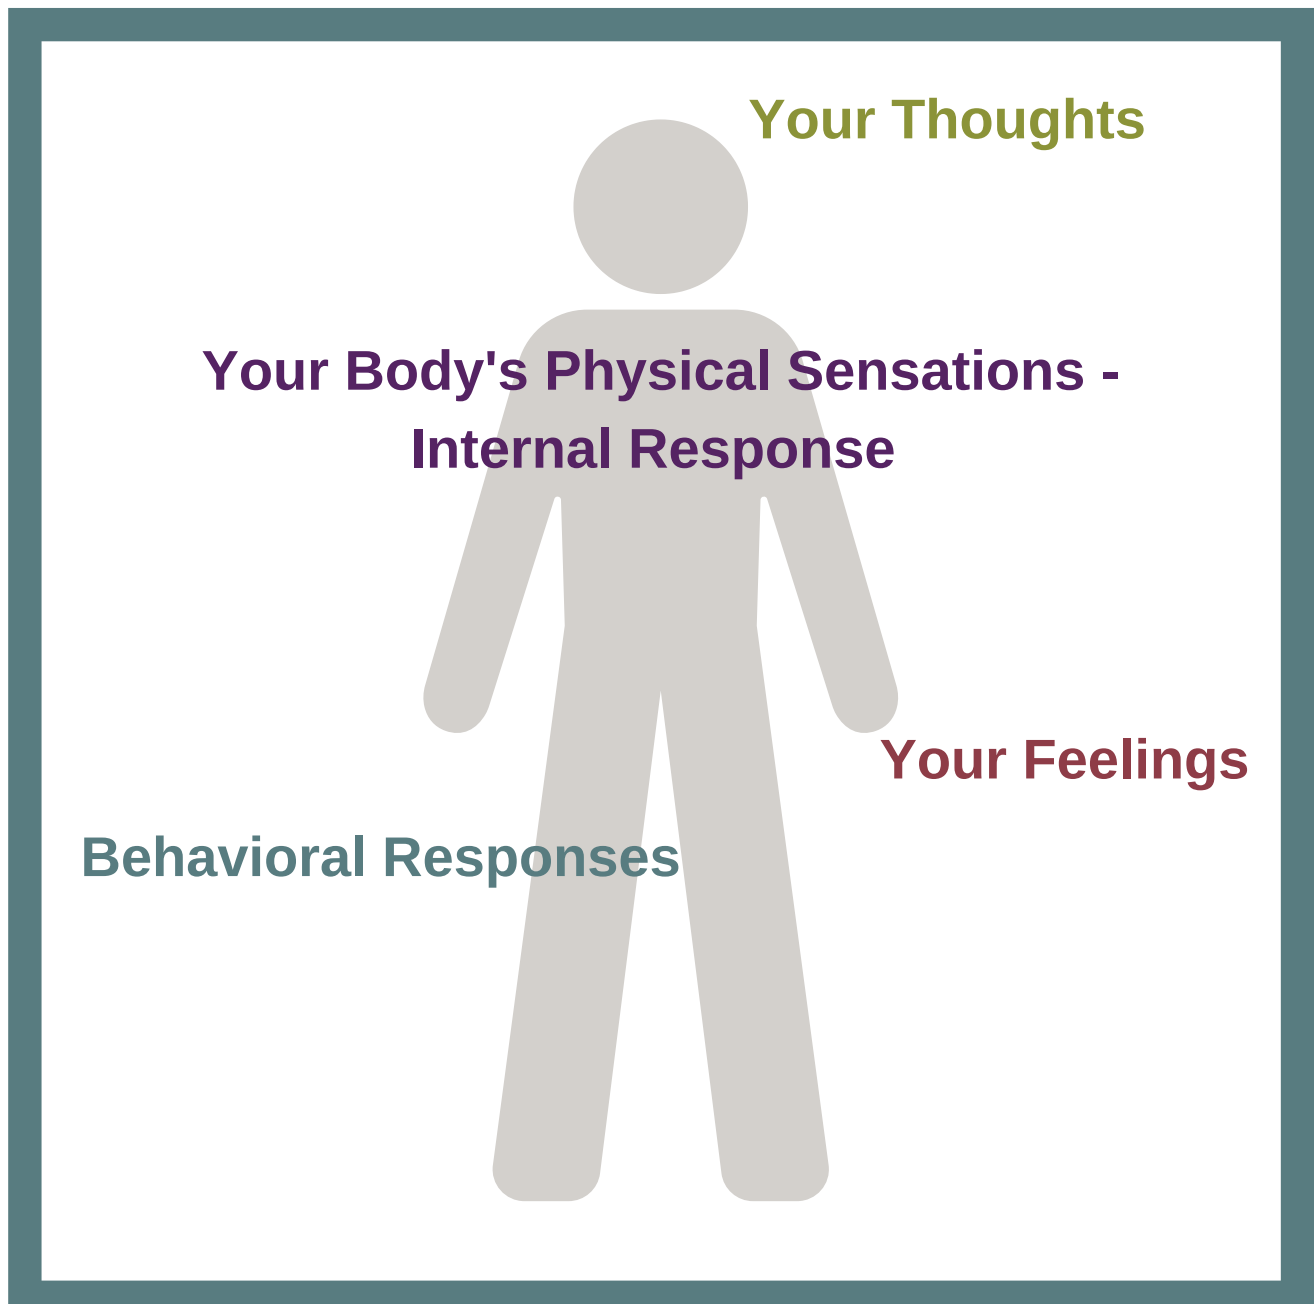 Your Thoughts
Your Body's Physical Sensations -
Internal Response
Your Feelings
Behavioral Responses